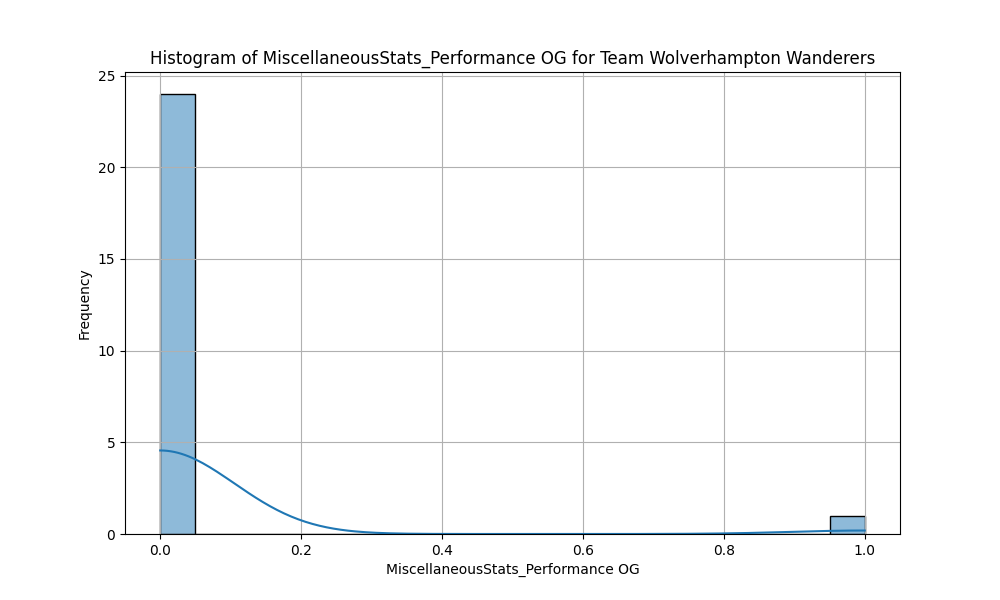 Histogram of MiscellaneousStats_Performance OG for Team Wolverhampton Wanderers
25
20
15
10
5
0
Frequency
0.0 0.2 0.4 0.6 0.8 1.0
MiscellaneousStats_Performance OG